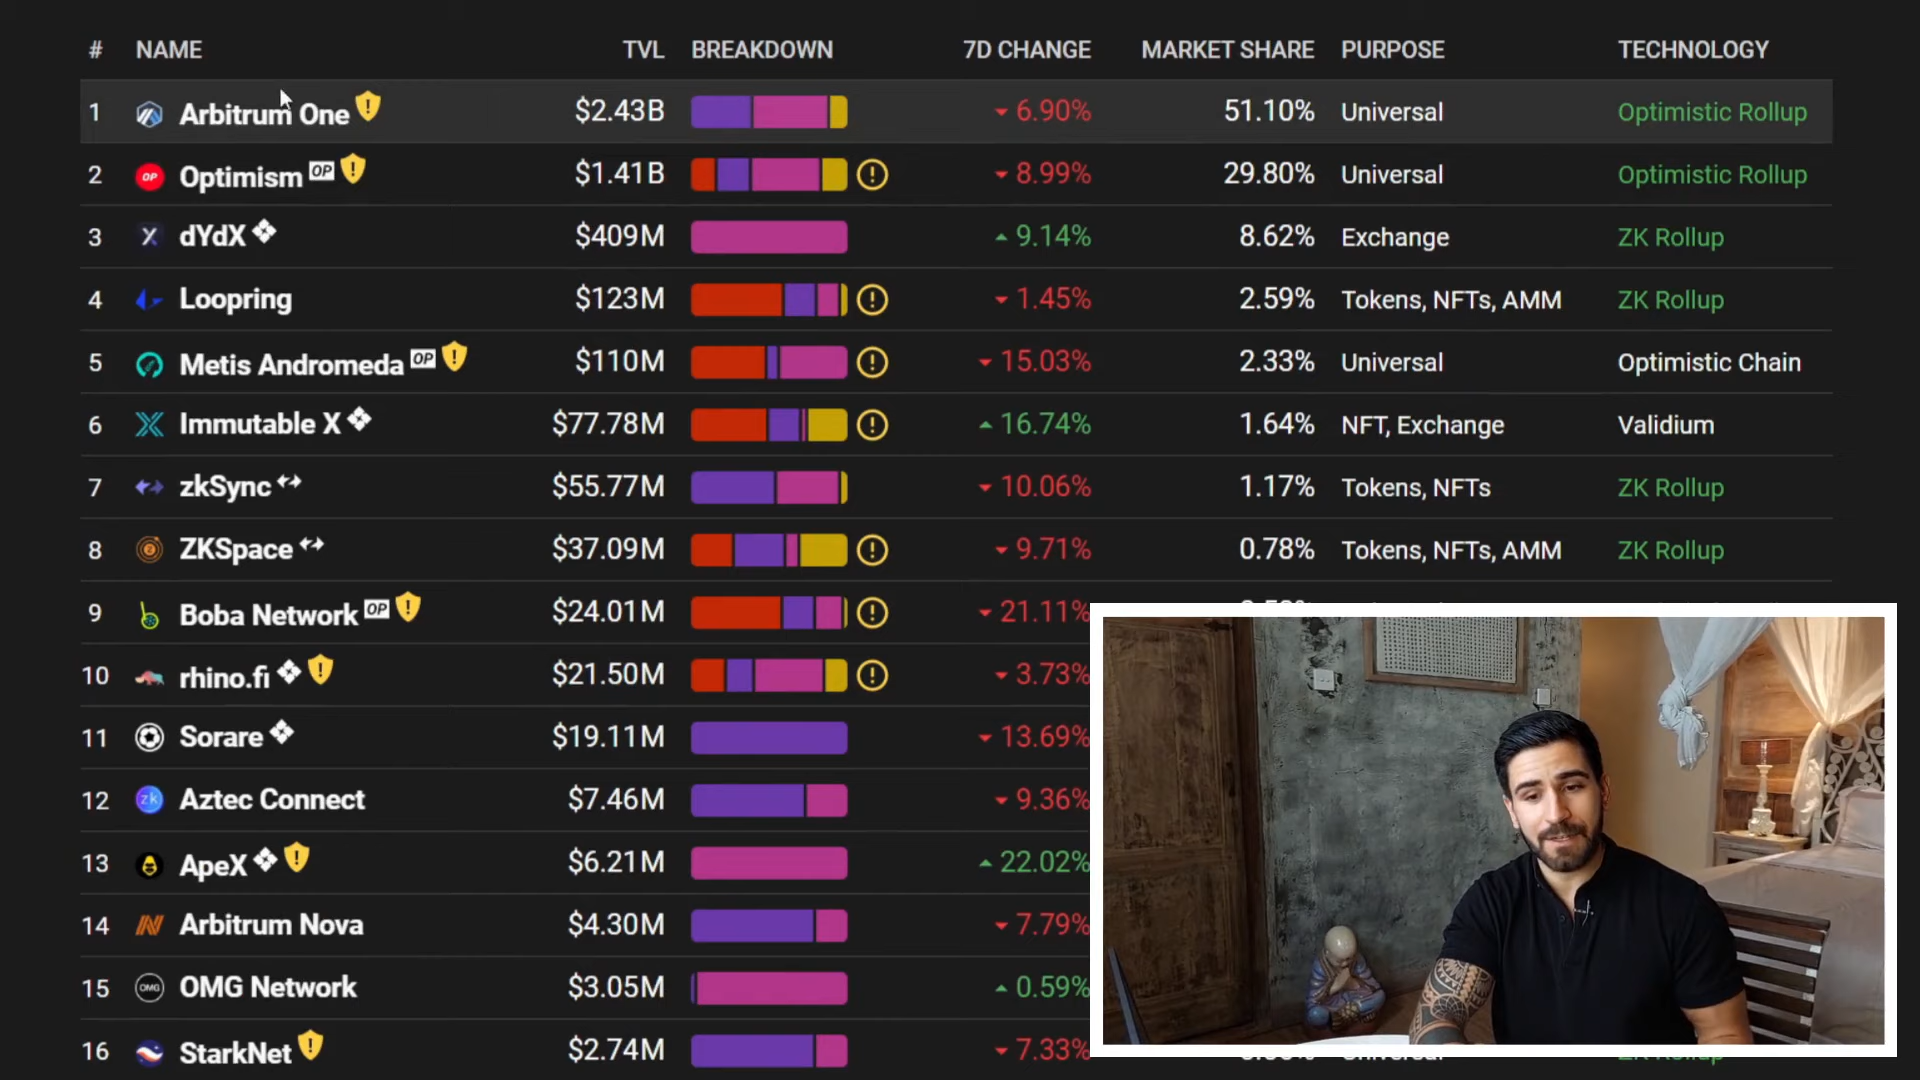 # NAME TVL BREAKDOWN 7D CHANGE MARKET SHARE PURPOSE TECHNOLOGY
1 Arbitrum One $2.43B 6.90% 51.10% Universal Optimistic Rollup
2 OP Optimism OP $1.41B 8.99% 29.80% Universal Optimistic Rollup
3 dYdX $409M 9.14% 8.62% Exchange ZK Rollup
4 Loopring $123M 1.45% 2.59% Tokens, NFTs, AMM ZK Rollup
5 Metis Andromeda OP $110M 15.03% 2.33% Universal Optimistic Chain
6 Immutable X $77.78M 16.74% 1.64% NFT, Exchange Validium
7 zkSync $55.77M 10.06% 1.17% Tokens, NFTs ZK Rollup
8 ZKSpace $37.09M 9.71% 0.78% Tokens, NFTs, AMM ZK Rollup
9 Boba Network OP $24.01M 21.11%
10 rhino.fi $21.50M 3.73%
11 Sorare $19.11M 13.69%
12 zk Aztec Connect $7.46M 9.36%
13 ApeX $6.21M 22.02%
14 Arbitrum Nova $4.30M 7.79%
15 OMG OMG Network $3.05M 0.59%
16 StarkNet $2.74M 7.33%